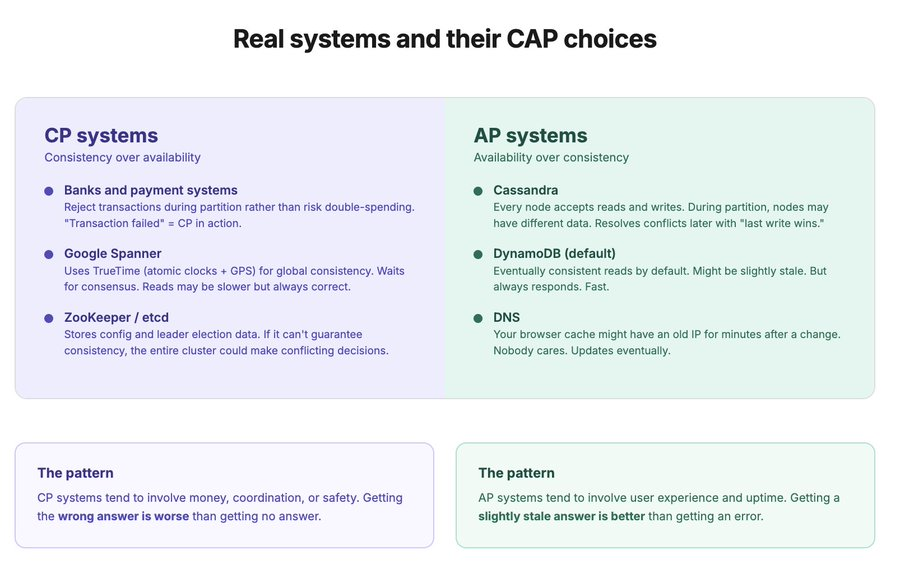 Real systems and their CAP choices
CP systems
Consistency over availability
Banks and payment systems
Reject transactions during partition rather than risk double-spending.
"Transaction failed" = CP in action.
Google Spanner
Uses TrueTime (atomic clocks + GPS) for global consistency. Waits
for consensus. Reads may be slower but always correct.
ZooKeeper / etcd
Stores config and leader election data. If it can't guarantee
consistency, the entire cluster could make conflicting decisions.
AP systems
Availability over consistency
Cassandra
Every node accepts reads and writes. During partition, nodes may
have different data. Resolves conflicts later with "last write wins."
DynamoDB (default)
Eventually consistent reads by default. Might be slightly stale. But
always responds. Fast.
DNS
Your browser cache might have an old IP for minutes after a change.
Nobody cares. Updates eventually.
The pattern
CP systems tend to involve money, coordination, or safety. Getting
the wrong answer is worse than getting no answer.
The pattern
AP systems tend to involve user experience and uptime. Getting a
slightly stale answer is better than getting an error.